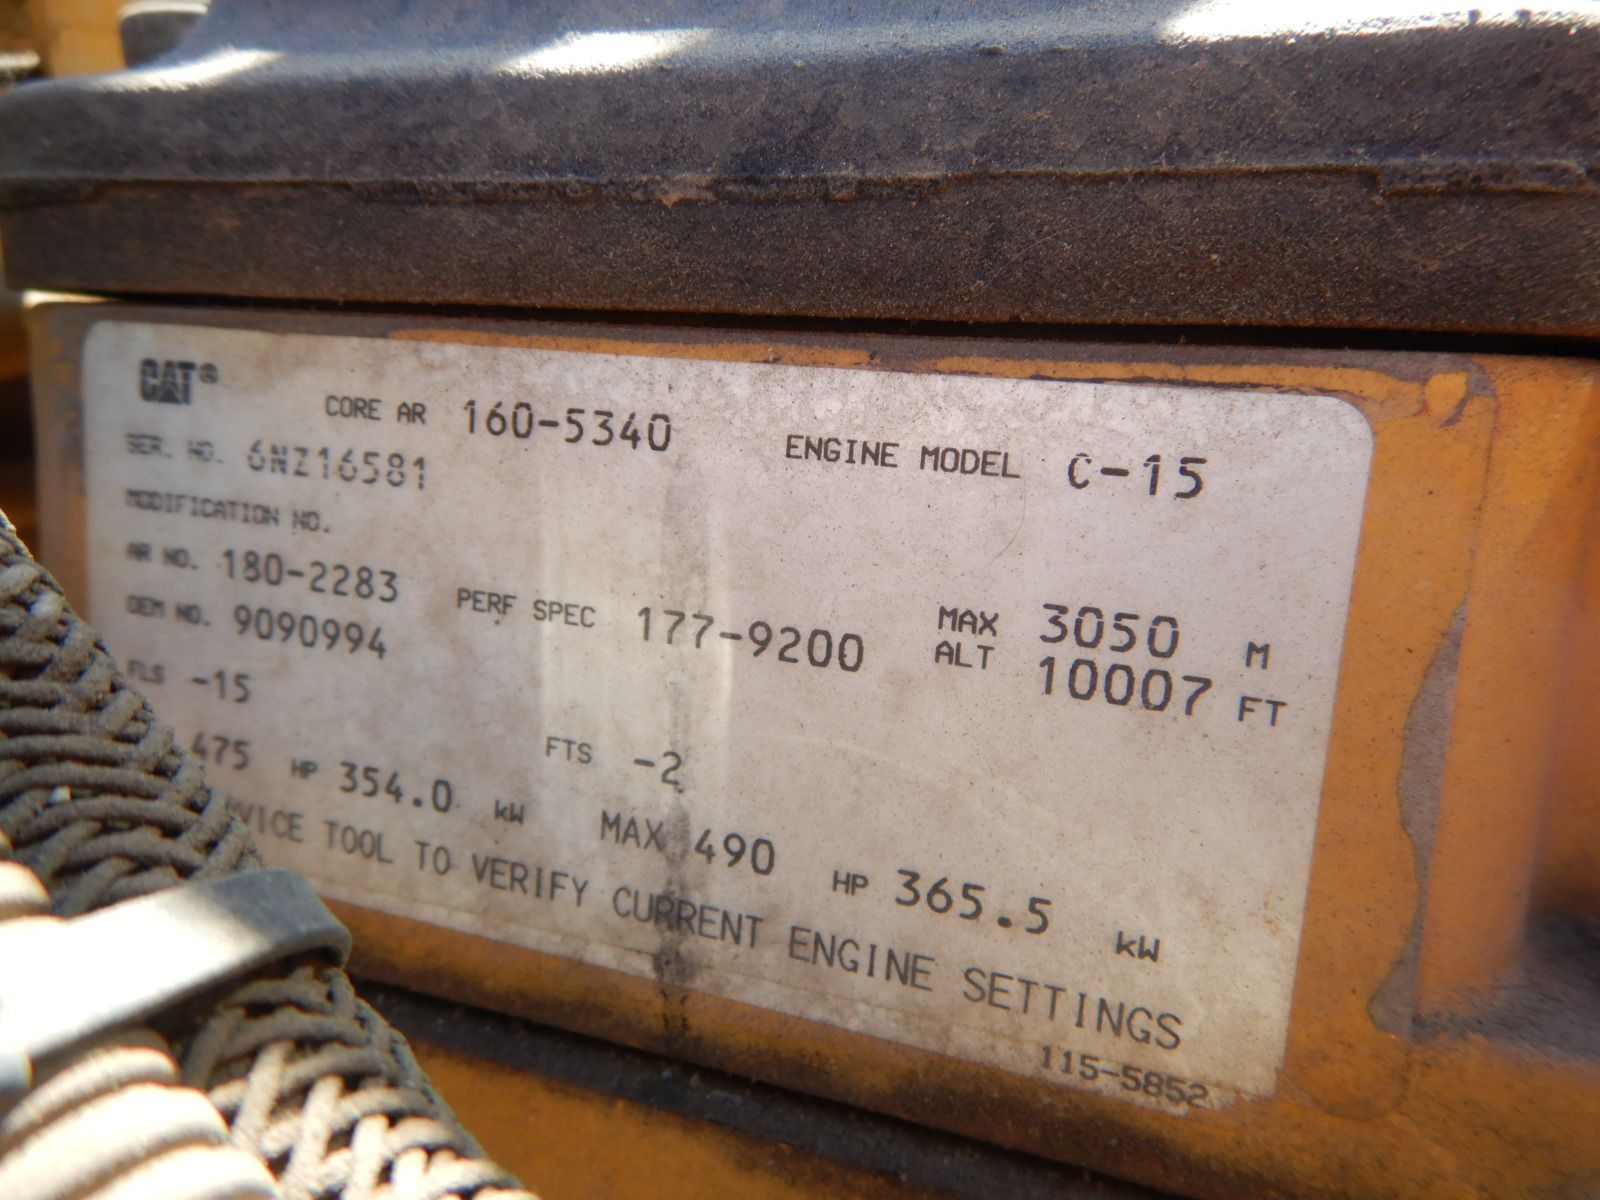 CAT®
CORE AR 160-5340 ENGINE MODEL C-15
SER. NO. 6NZ16581
MODIFICATION NO.
AR NO. 180-2283 PERF SPEC 177-9200 MAX ALT 3050 M 10007 FT
OEM NO. 9090994
FLS -15 FTS -2
475 HP 354.0 kW MAX 490 HP 365.5 kW
TOOL TO VERIFY CURRENT ENGINE SETTINGS
115-5852